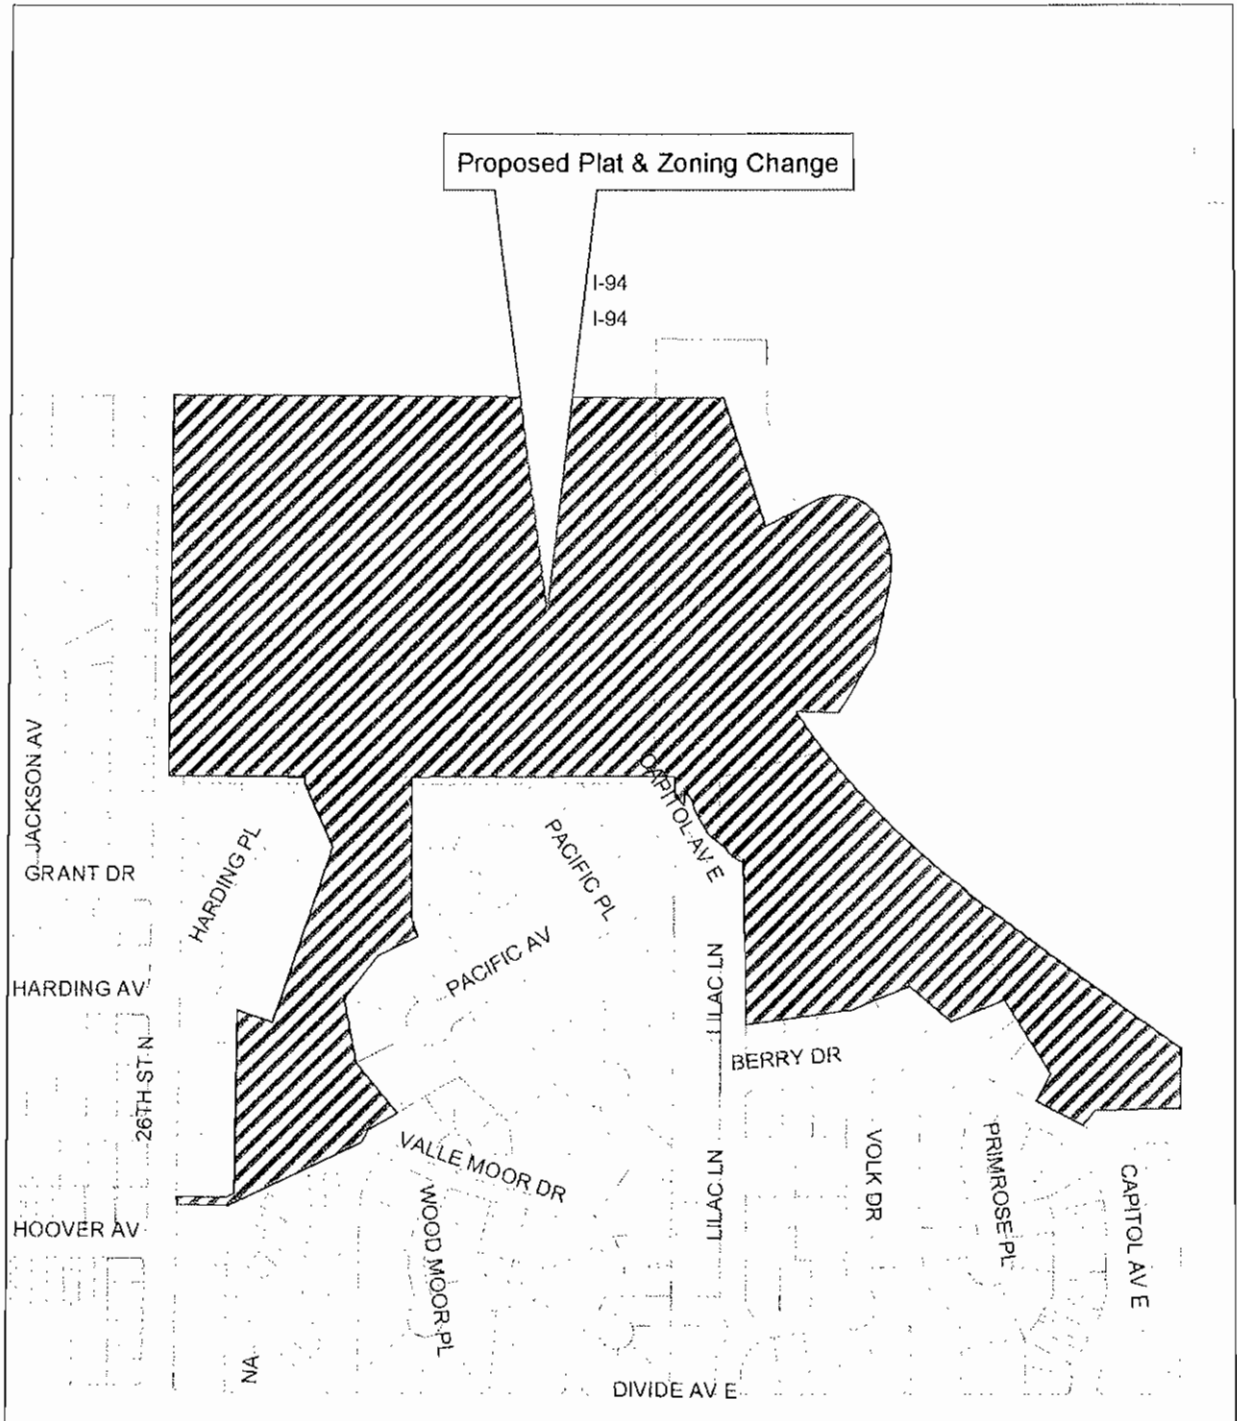 Proposed Plat & Zoning Change
I-94
I-94
JACKSON AV
GRANT DR
HARDING PL
PACIFIC PL
CAPITOL AV E
PACIFIC AV
HARDING AV
LILAC LN
26TH ST N
BERRY DR
VALLE MOOR DR
WOOD MOOR PL
LILAC LN
VOLK DR
PRIMROSE PL
CAPITOL AV E
HOOVER AV
NA
DIVIDE AV E